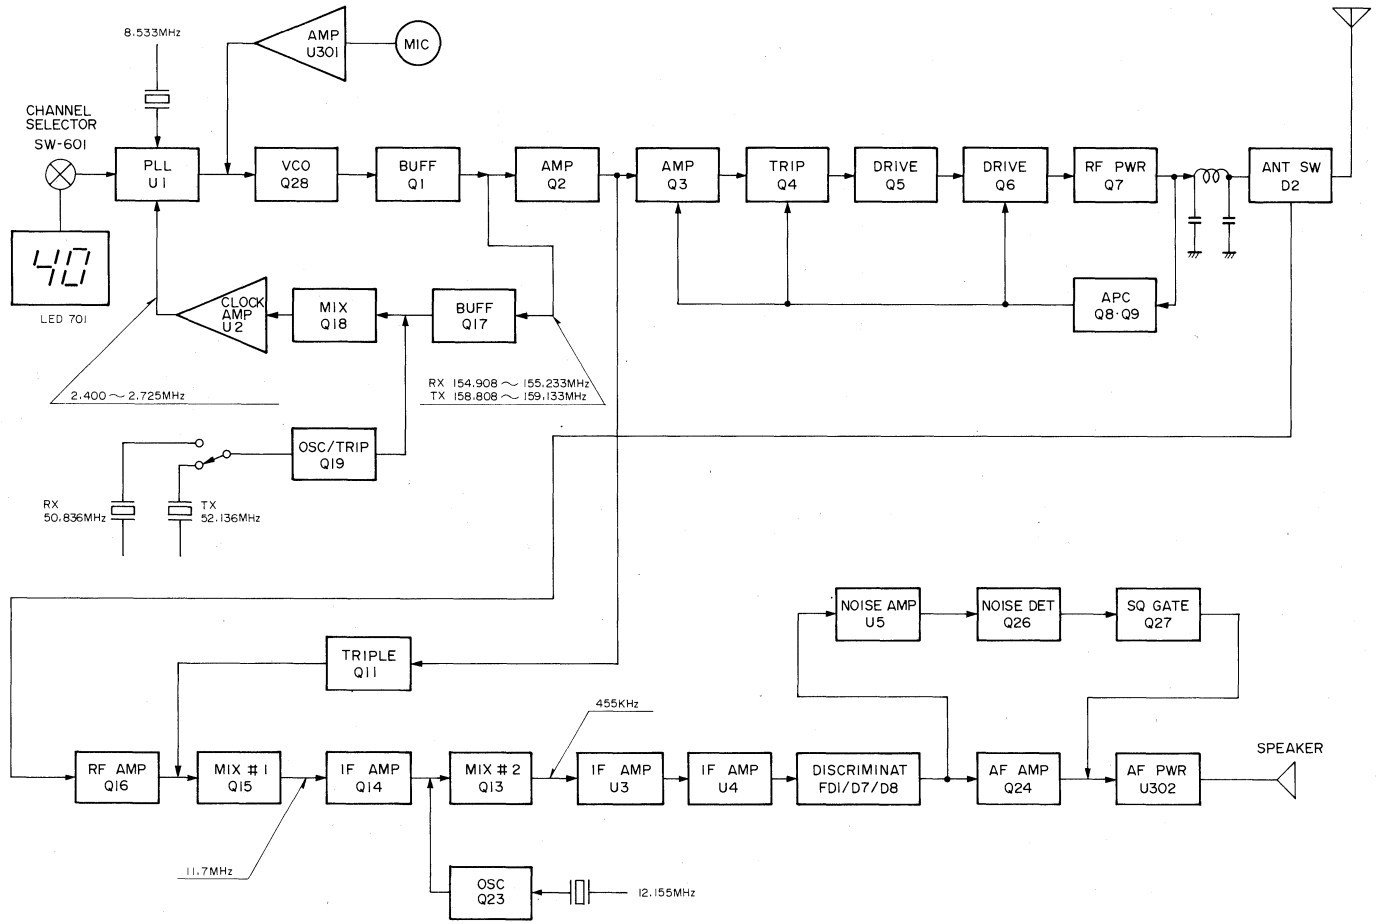 8.533MHz
AMP
U301
MIC
CHANNEL
SELECTOR
SW-601
PLL
U1
VCO
Q28
BUFF
Q1
AMP
Q2
AMP
Q3
TRIP
Q4
DRIVE
Q5
DRIVE
Q6
RF PWR
Q7
ANT SW
D2
40
LED 701
CLOCK
AMP
U2
MIX
Q18
BUFF
Q17
APC
Q8·Q9
2.400～2.725MHz
RX 154.908～155.233MHz
TX 158.808～159.133MHz
OSC/TRIP
Q19
RX
50.836MHz
TX
52.136MHz
NOISE AMP
U5
NOISE DET
Q26
SQ GATE
Q27
TRIPLE
Q11
455KHz
RF AMP
Q16
MIX #1
Q15
IF AMP
Q14
MIX #2
Q13
IF AMP
U3
IF AMP
U4
DISCRIMINAT
FD1/D7/D8
AF AMP
Q24
AF PWR
U302
SPEAKER
11.7MHz
OSC
Q23
12.155MHz